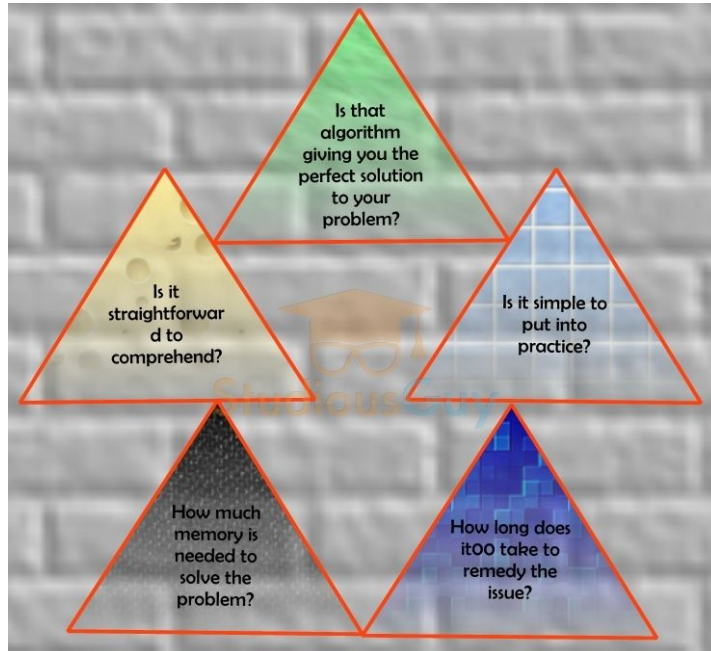 Is that
algorithm
giving you the
perfect solution
to your
problem?
Is it
straightforwar
d to
comprehend?
Is it simple to
put into
practice?
StudiousGuy
How much
memory is
needed to
solve the
problem?
How long does
it00 take to
remedy the
issue?